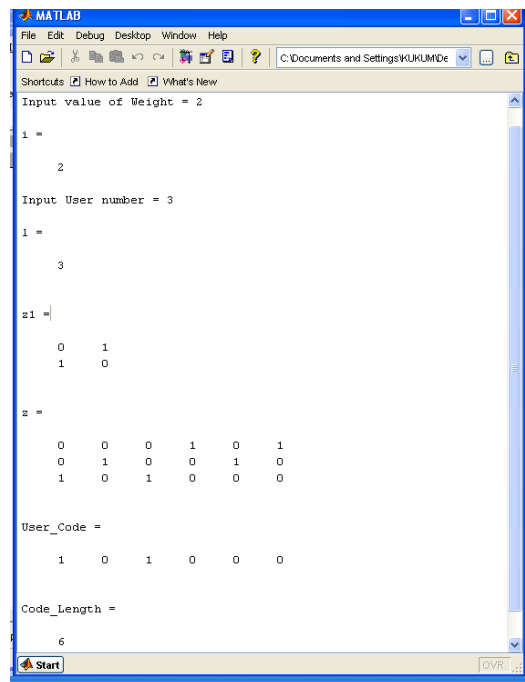 MATLAB
File Edit Debug Desktop Window Help
C:\Documents and Settings\KUKUM\De
Shortcuts How to Add What's New
Input value of Weight = 2
i =
2
Input User number = 3
l =
3
z1 =
0 1
1 0
z =
0 0 0 1 0 1
0 1 0 0 1 0
1 0 1 0 0 0
User_Code =
1 0 1 0 0 0
Code_Length =
6
Start OVR